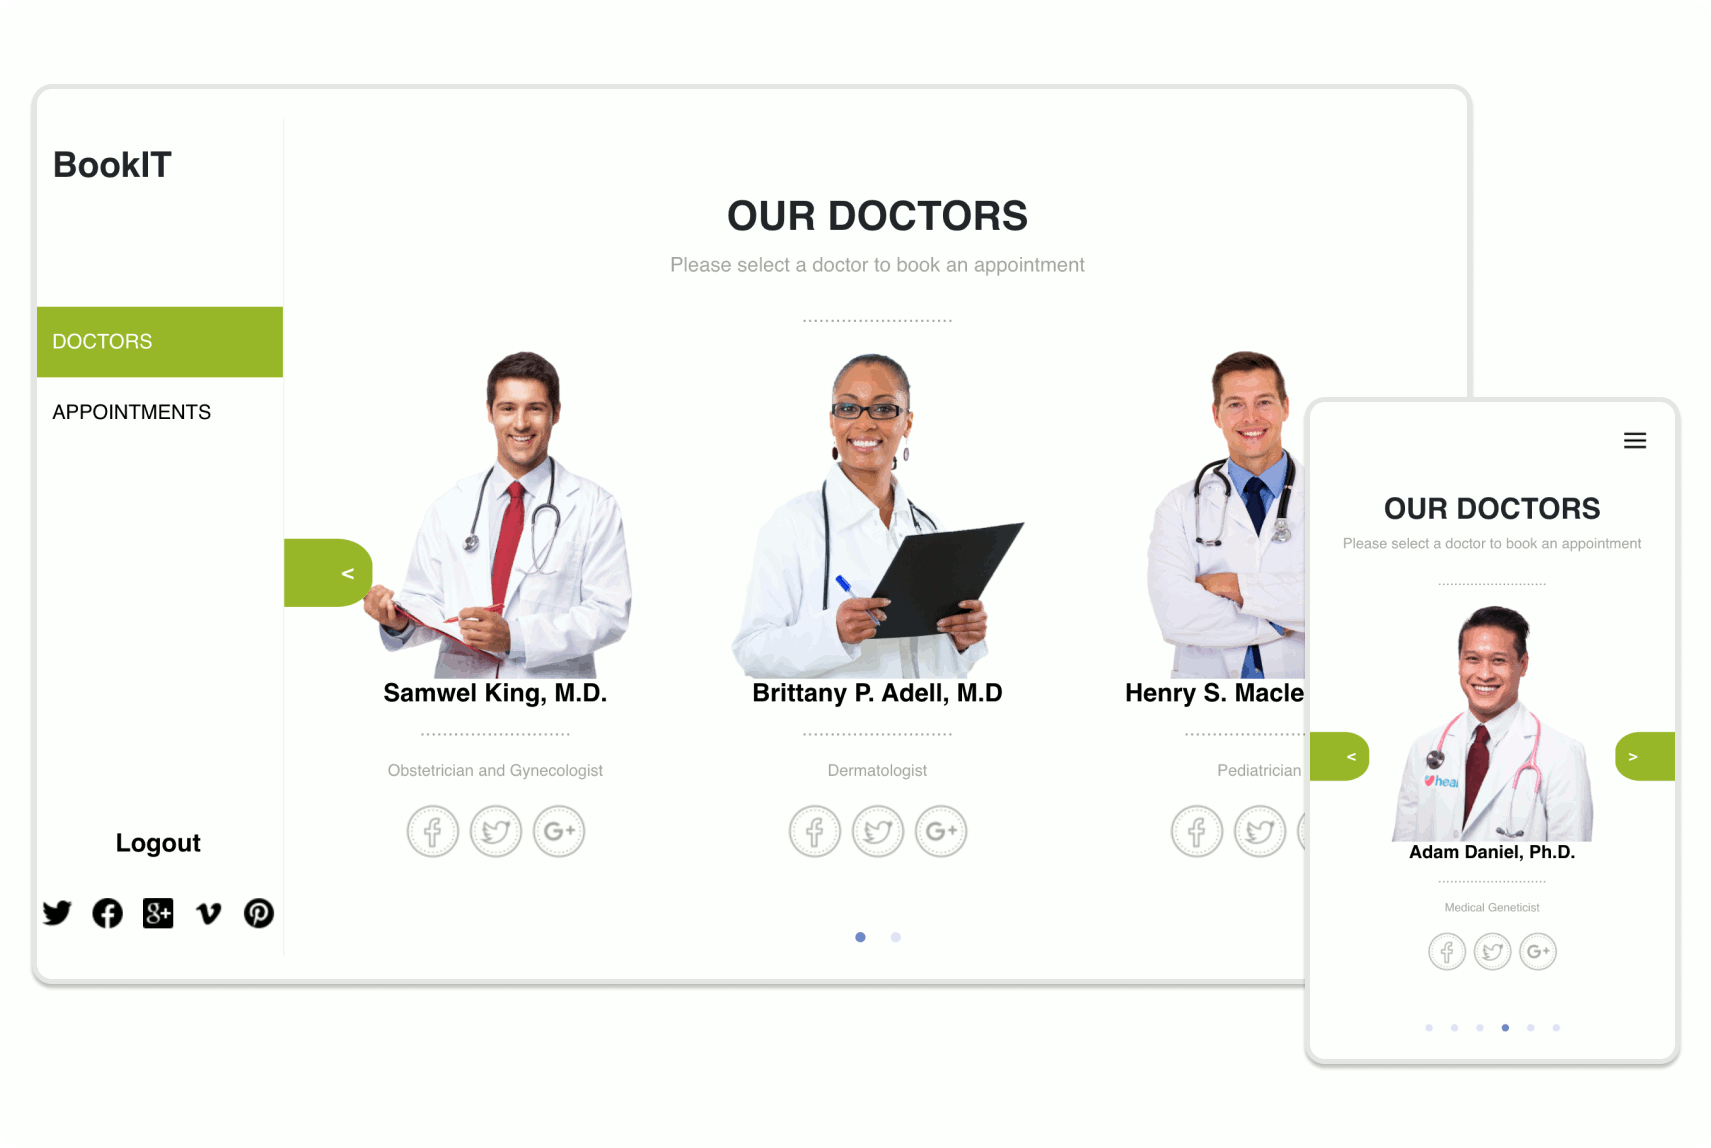 BookIT
DOCTORS
APPOINTMENTS
Logout
OUR DOCTORS
Please select a doctor to book an appointment
<
Samwel King, M.D.
Obstetrician and Gynecologist
G+
Brittany P. Adell, M.D
Dermatologist
G+
Henry S. Macle
Pediatrician
g+
OUR DOCTORS
Please select a doctor to book an appointment
<
>
heal
Adam Daniel, Ph.D.
Medical Geneticist
G+